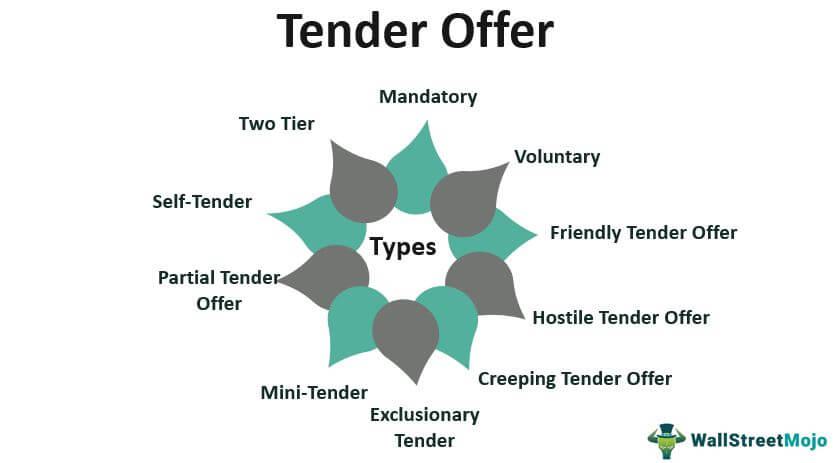 Tender Offer
Mandatory
Two Tier
Voluntary
Self-Tender
Friendly Tender Offer
Types
Partial Tender
Offer
Hostile Tender Offer
Mini-Tender
Creeping Tender Offer
Exclusionary
Tender
WallStreetMojo